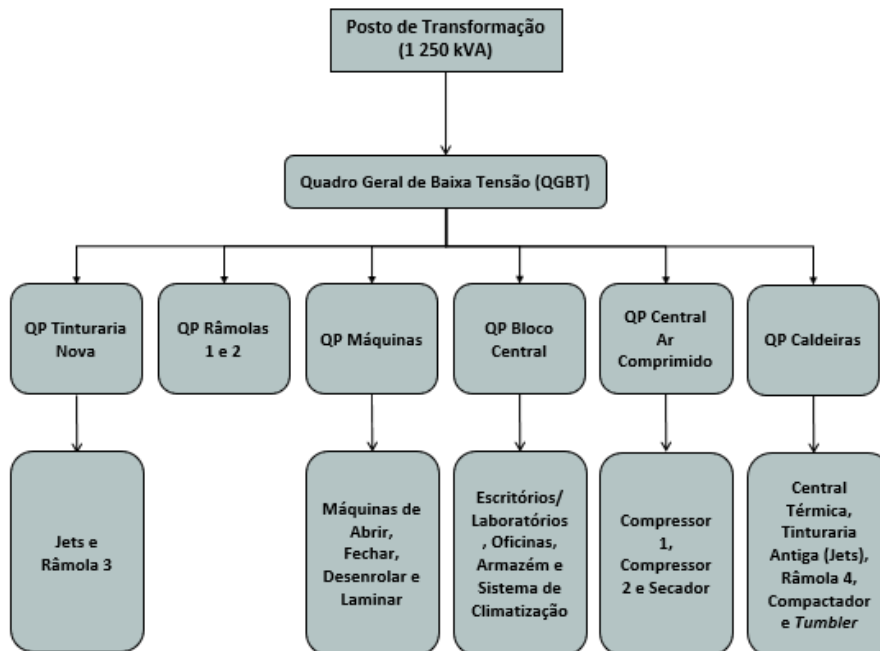 Posto de Transformação
(1 250 kVA)
Quadro Geral de Baixa Tensão (QGBT)
QP Tinturaria
Nova
QP Râmolas
1 e 2
QP Máquinas
QP Bloco
Central
QP Central
Ar
Comprimido
QP Caldeiras
Jets e
Râmola 3
Máquinas de
Abrir,
Fechar,
Desenrolar e
Laminar
Escritórios/
Laboratórios
, Oficinas,
Armazém e
Sistema de
Climatização
Compressor
1,
Compressor
2 e Secador
Central
Térmica,
Tinturaria
Antiga (Jets),
Râmola 4,
Compactador
e Tumbler